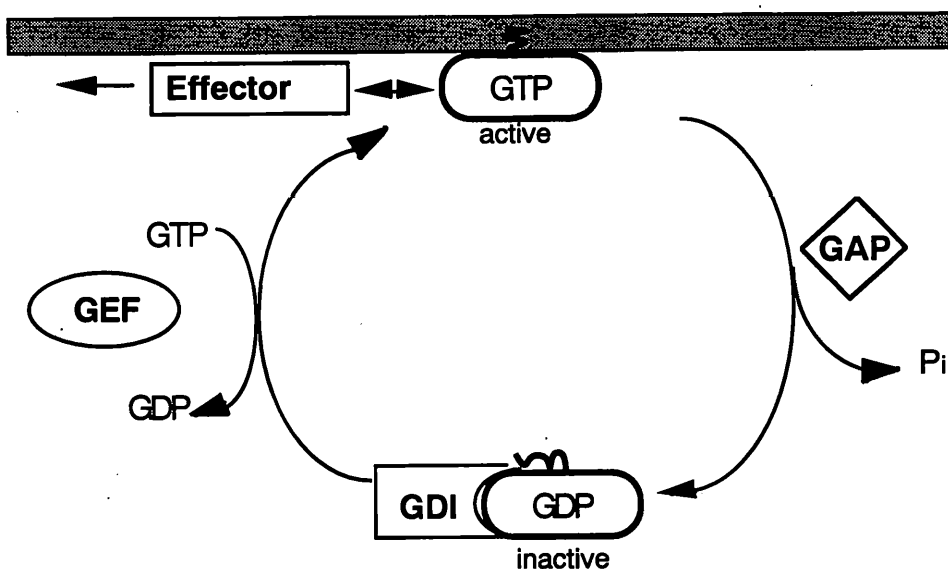 Effector
GTP
active
GTP
GAP
GEF
Pi
GDP
GDI
GDP
inactive